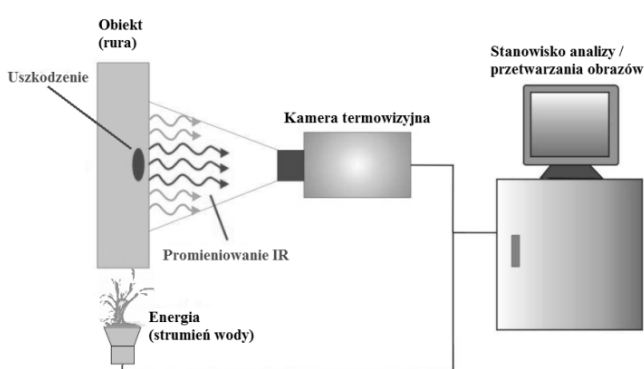 Obiekt
(rura)
Uszkodzenie
Kamera termowizyjna
Stanowisko analizy /
przetwarzania obrazów
Promieniowanie IR
Energia
(strumień wody)